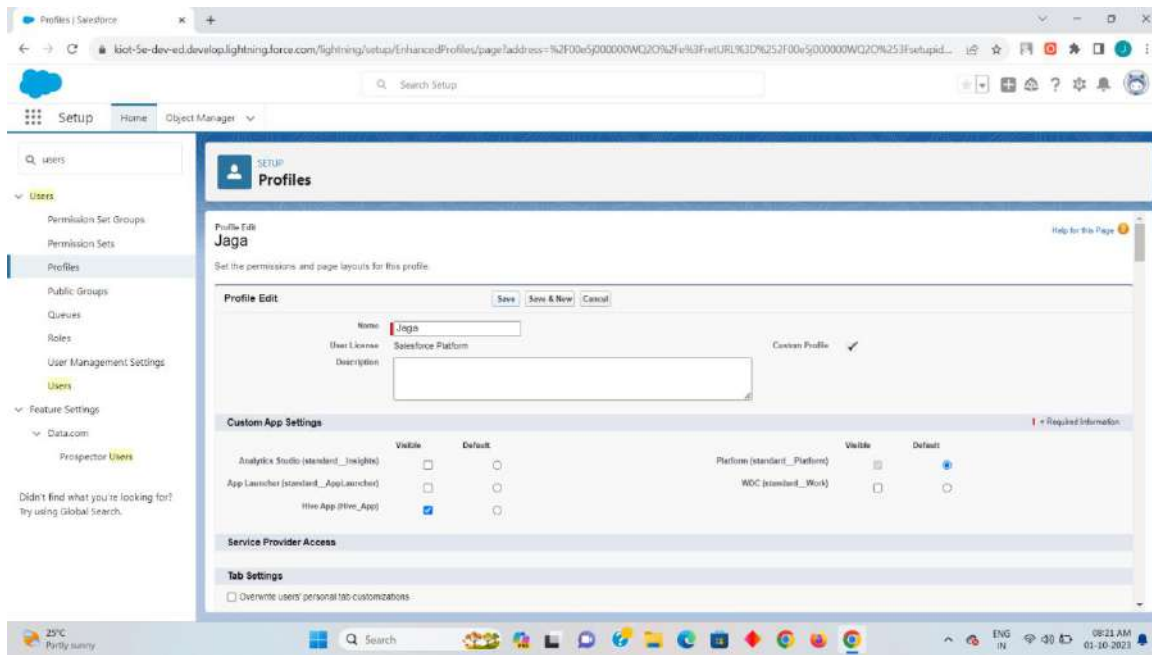 Profiles | Salesforce
kiot-5e-dev-ed.develop.lightning.force.com/lightning/setup/EnhancedProfiles/page?address=%2F00e5j000000WQ2O%2Fe%3FretURL%3D%252F00e5j000000WQ2O%253Fsetupid...
Search Setup
Setup
Home
Object Manager
users
Users
Permission Set Groups
Permission Sets
Profiles
Public Groups
Queues
Roles
User Management Settings
Users
Feature Settings
Data.com
Prospector Users
Didn't find what you're looking for?
Try using Global Search.
SETUP
Profiles
Profile Edit
Jaga
Help for this Page
Set the permissions and page layouts for this profile.
Profile Edit
Save
Save & New
Cancel
Name
Jaga
User License
Salesforce Platform
Custom Profile
Description
Custom App Settings
= Required Information
Visible Default
Visible Default
Analytics Studio (standard__Insights)
Platform (standard__Platform)
App Launcher (standard__AppLauncher)
WDC (standard__Work)
Hive App (Hive_App)
Service Provider Access
Tab Settings
Overwrite users' personal tab customizations
25°C
Partly sunny
Search
ENG
IN
08:21 AM
01-10-2023